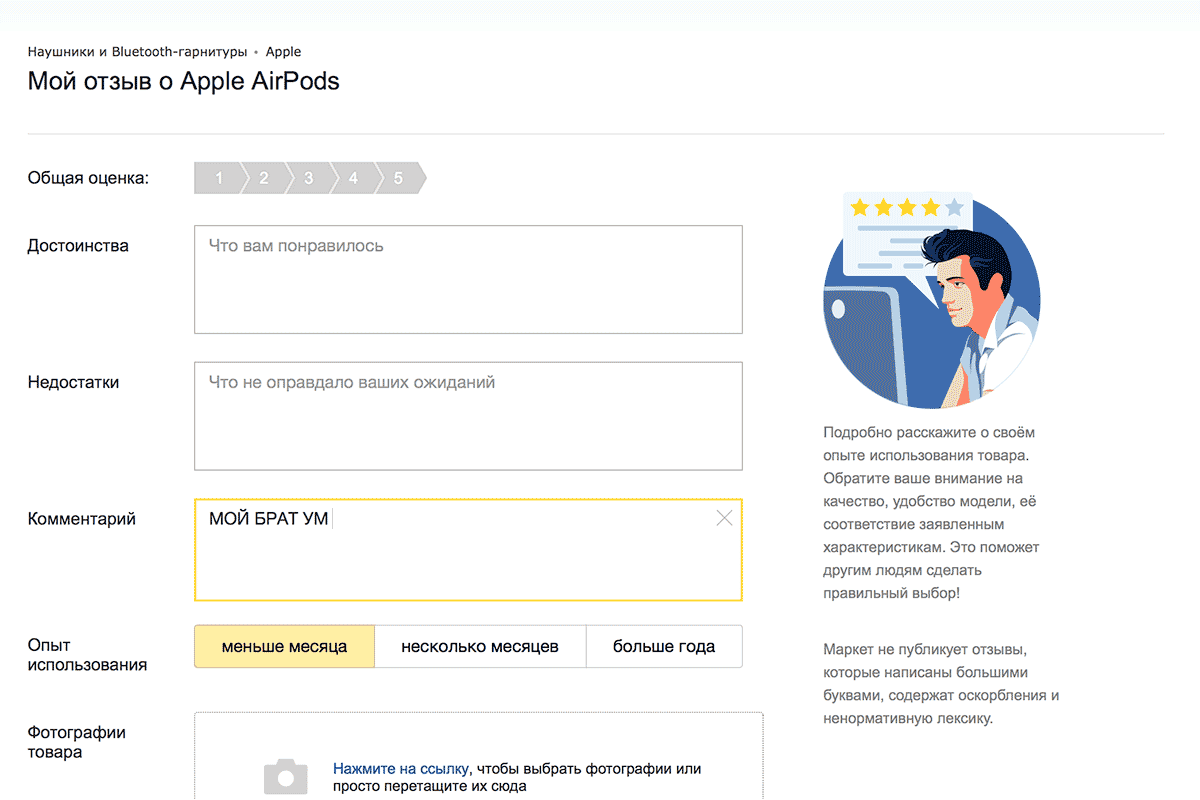 Наушники и Bluetooth-гарнитуры • Apple
Мой отзыв о Apple AirPods
Общая оценка:
1 2 3 4 5
Достоинства
Что вам понравилось
Недостатки
Что не оправдало ваших ожиданий
Комментарий
МОЙ БРАТ УМ
Опыт
использования
меньше месяца
несколько месяцев
больше года
Фотографии
товара
Нажмите на ссылку, чтобы выбрать фотографии или
просто перетащите их сюда
Подробно расскажите о своём
опыте использования товара.
Обратите ваше внимание на
качество, удобство модели, её
соответствие заявленным
характеристикам. Это поможет
другим людям сделать
правильный выбор!
Маркет не публикует отзывы,
которые написаны большими
буквами, содержат оскорбления и
ненормативную лексику.